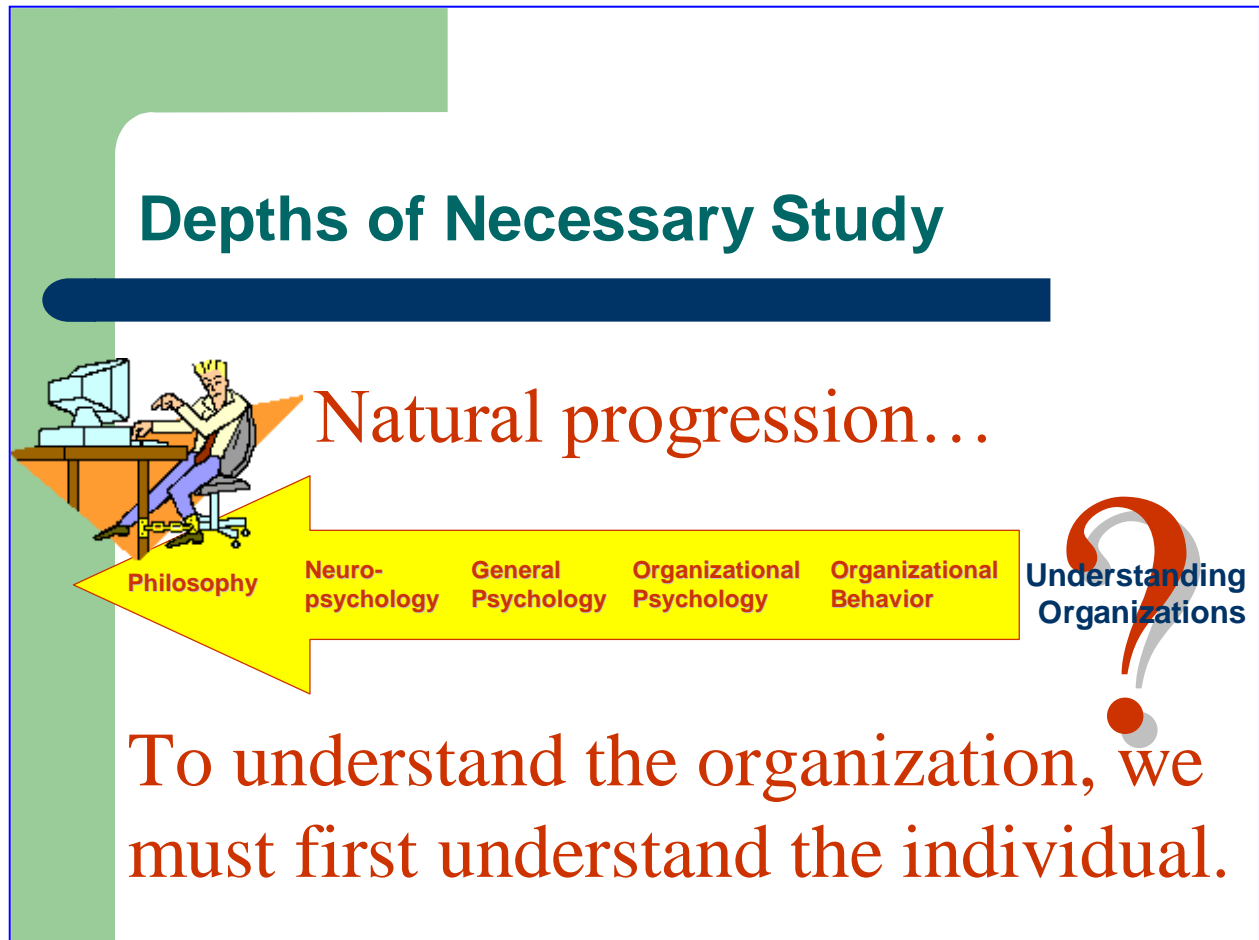 Depths of Necessary Study
Natural progression…
Philosophy
Neuro-
psychology
General
Psychology
Organizational
Psychology
Organizational
Behavior
Understanding
Organizations
?
To understand the organization, we
must first understand the individual.